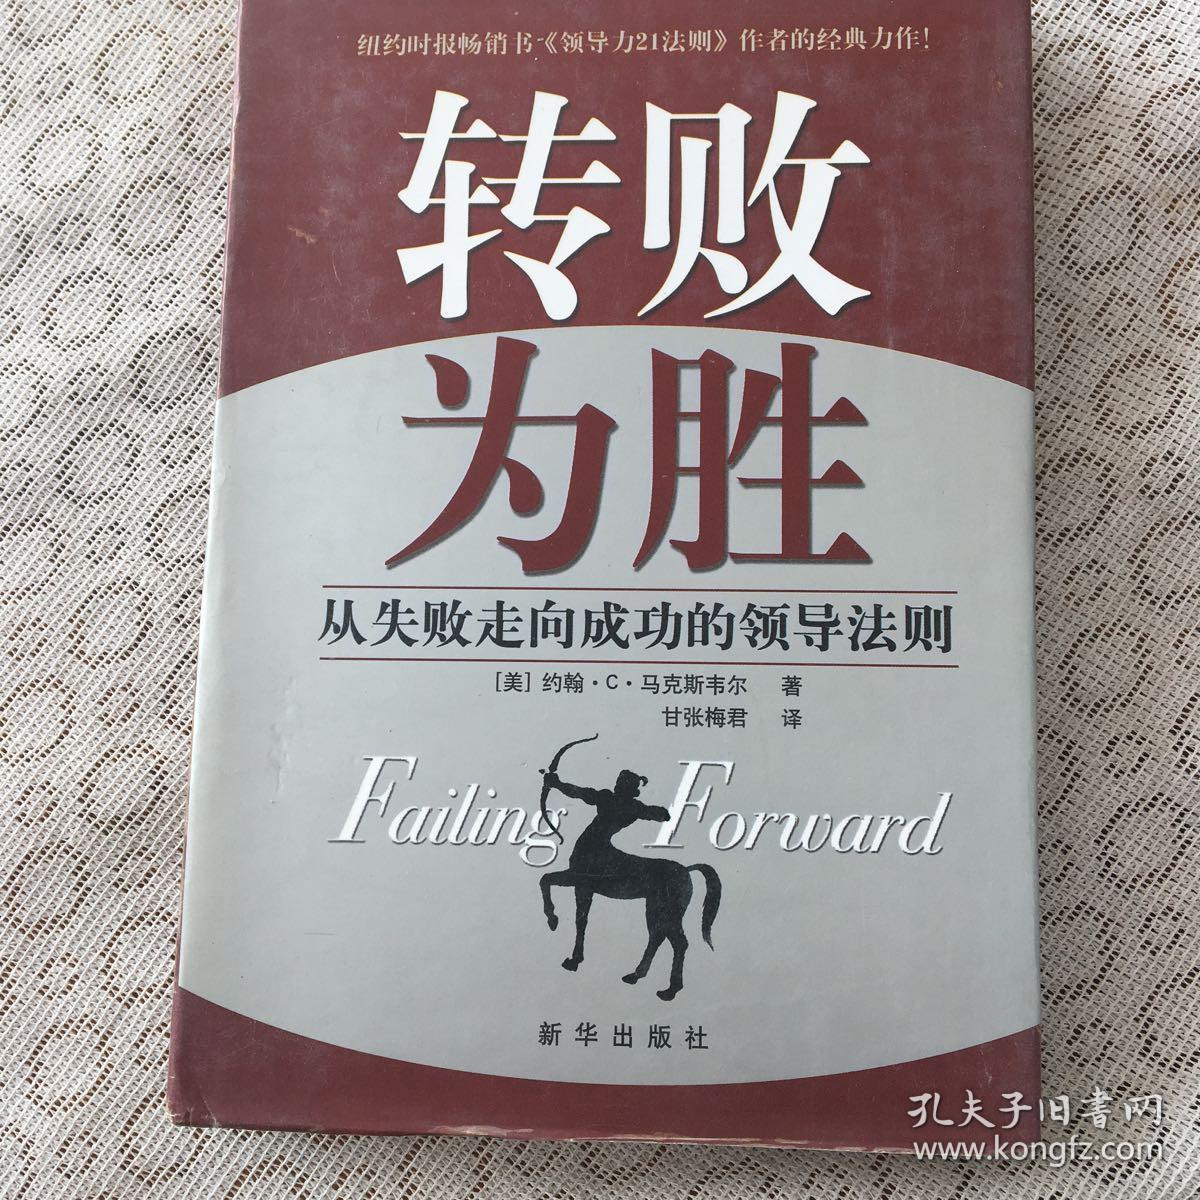 纽约时报畅销书-《领导力21法则》作者的经典力作!
转败
为胜
从失败走向成功的领导法则
[美] 约翰·C·马克斯韦尔 著
甘张梅君 译
Failing Forward
新华出版社
孔夫子旧书网
www.kongfz.com